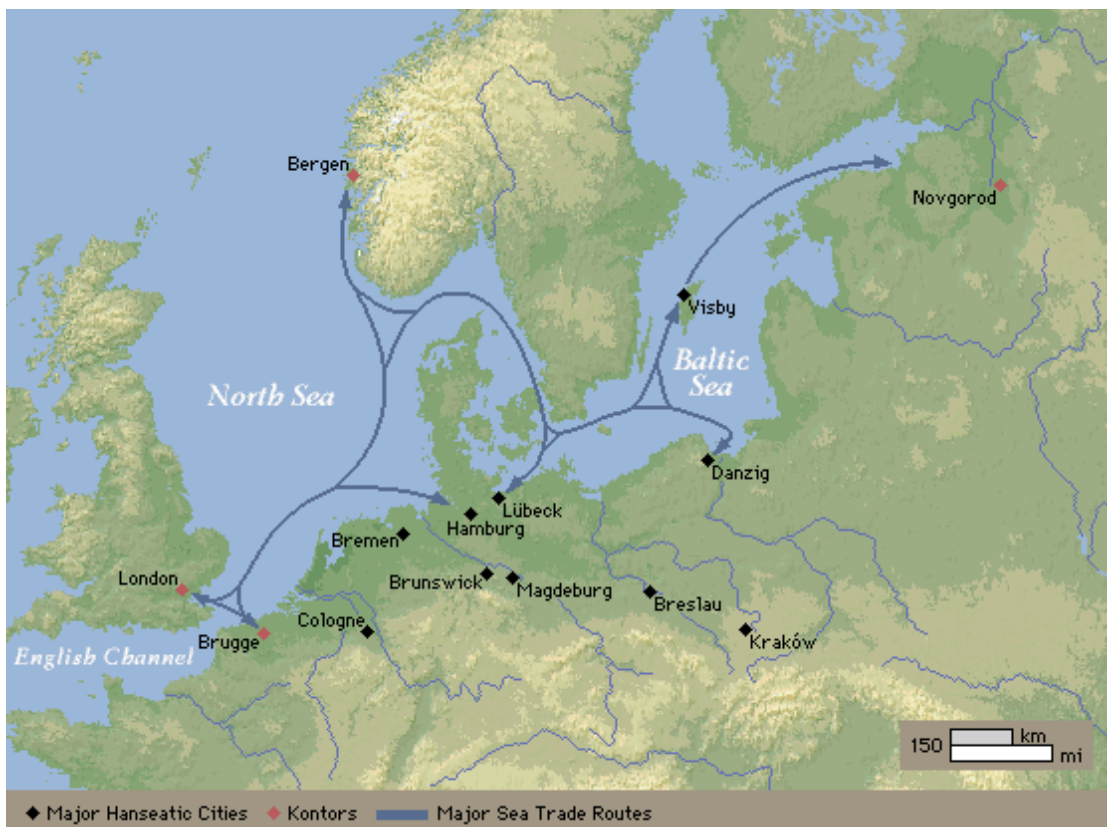 Bergen
Novgorod
Visby
Baltic
Sea
North Sea
Danzig
Lübeck
Hamburg
Bremen
London
Brunswick
Magdeburg
Breslau
Cologne
Brugge
Kraków
English Channel
150 km
mi
Major Hanseatic Cities Kontors Major Sea Trade Routes